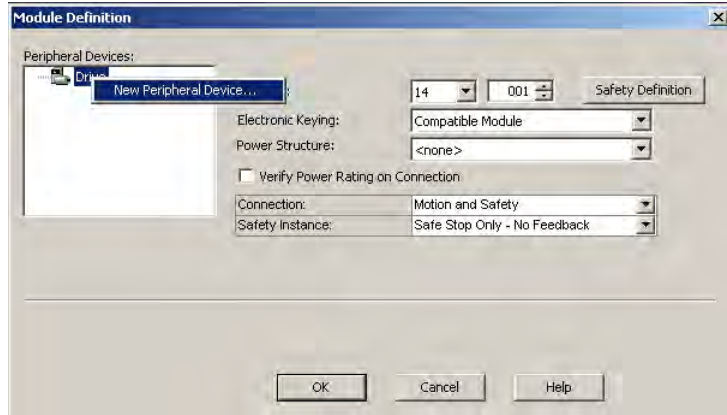 Module Definition
Peripheral Devices:
New Peripheral Device...
14
001
Safety Definition
Electronic Keying:
Compatible Module
Power Structure:
<none>
Verify Power Rating on Connection
Connection:
Motion and Safety
Safety Instance:
Safe Stop Only - No Feedback
OK
Cancel
Help